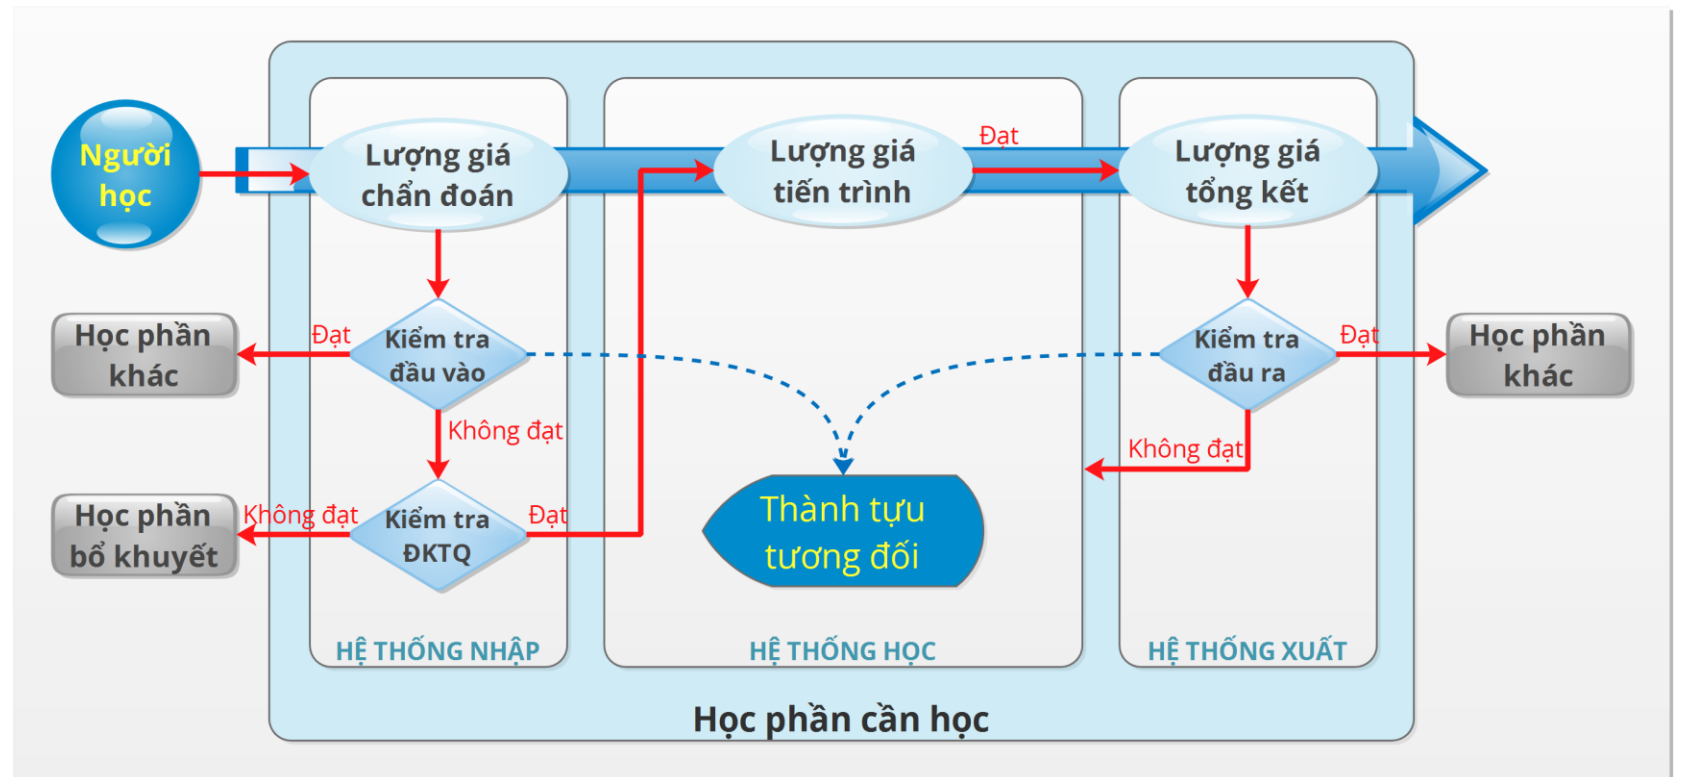 Người
học
Lượng giá
chẩn đoán
Lượng giá
tiến trình
Đạt
Lượng giá
tổng kết
Học phần
khác
Đạt
Kiểm tra
đầu vào
Kiểm tra
đầu ra
Đạt
Học phần
khác
Không đạt
Không đạt
Học phần
bổ khuyết
Không đạt
Kiểm tra
ĐKTQ
Đạt
Thành tựu
tương đối
HỆ THỐNG NHẬP
HỆ THỐNG HỌC
HỆ THỐNG XUẤT
Học phần cần học